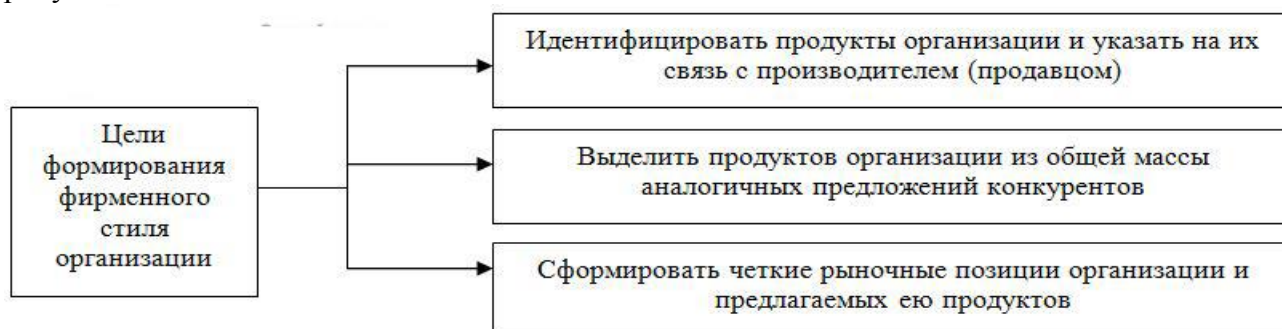 Цели
формирования
фирменного
стиля
организации
Идентифицировать продукты организации и указать на их
связь с производителем (продавцом)
Выделить продуктов организации из общей массы
аналогичных предложений конкурентов
Сформировать четкие рыночные позиции организации и
предлагаемых ею продуктов